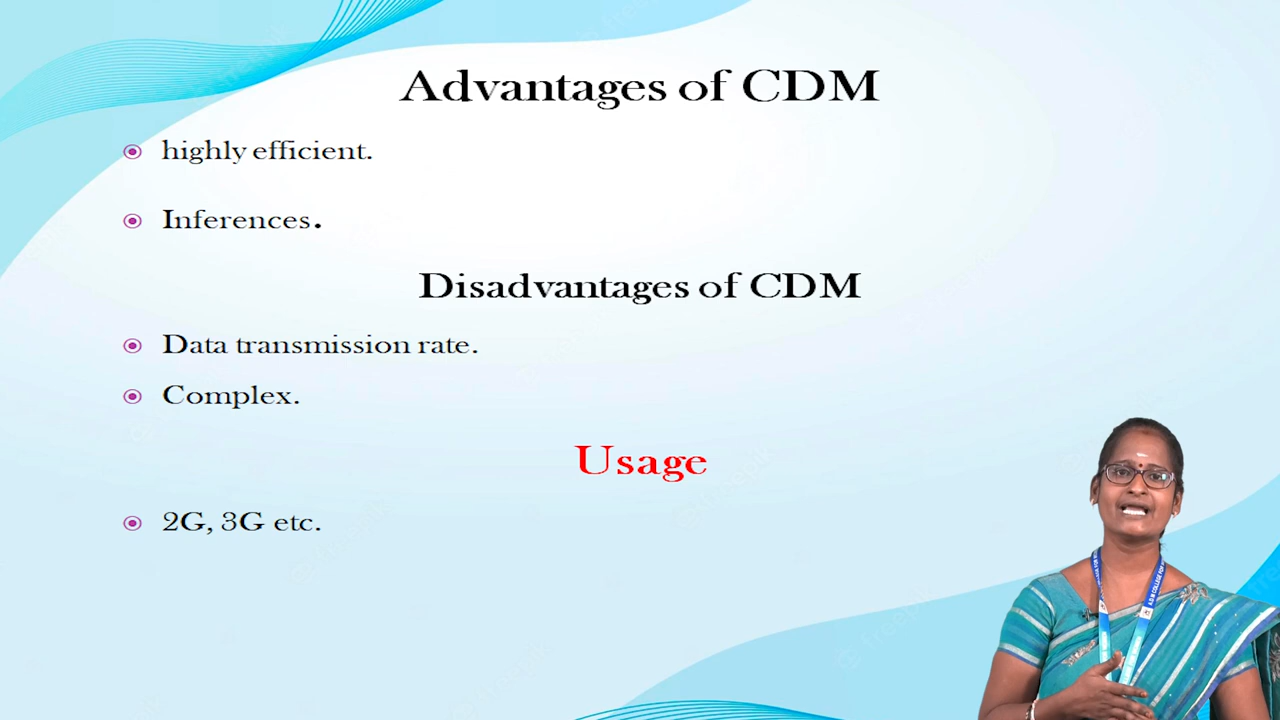 Advantages of CDM
highly efficient.
Inferences.
Disadvantages of CDM
Data transmission rate.
Complex.
Usage
2G, 3G etc.